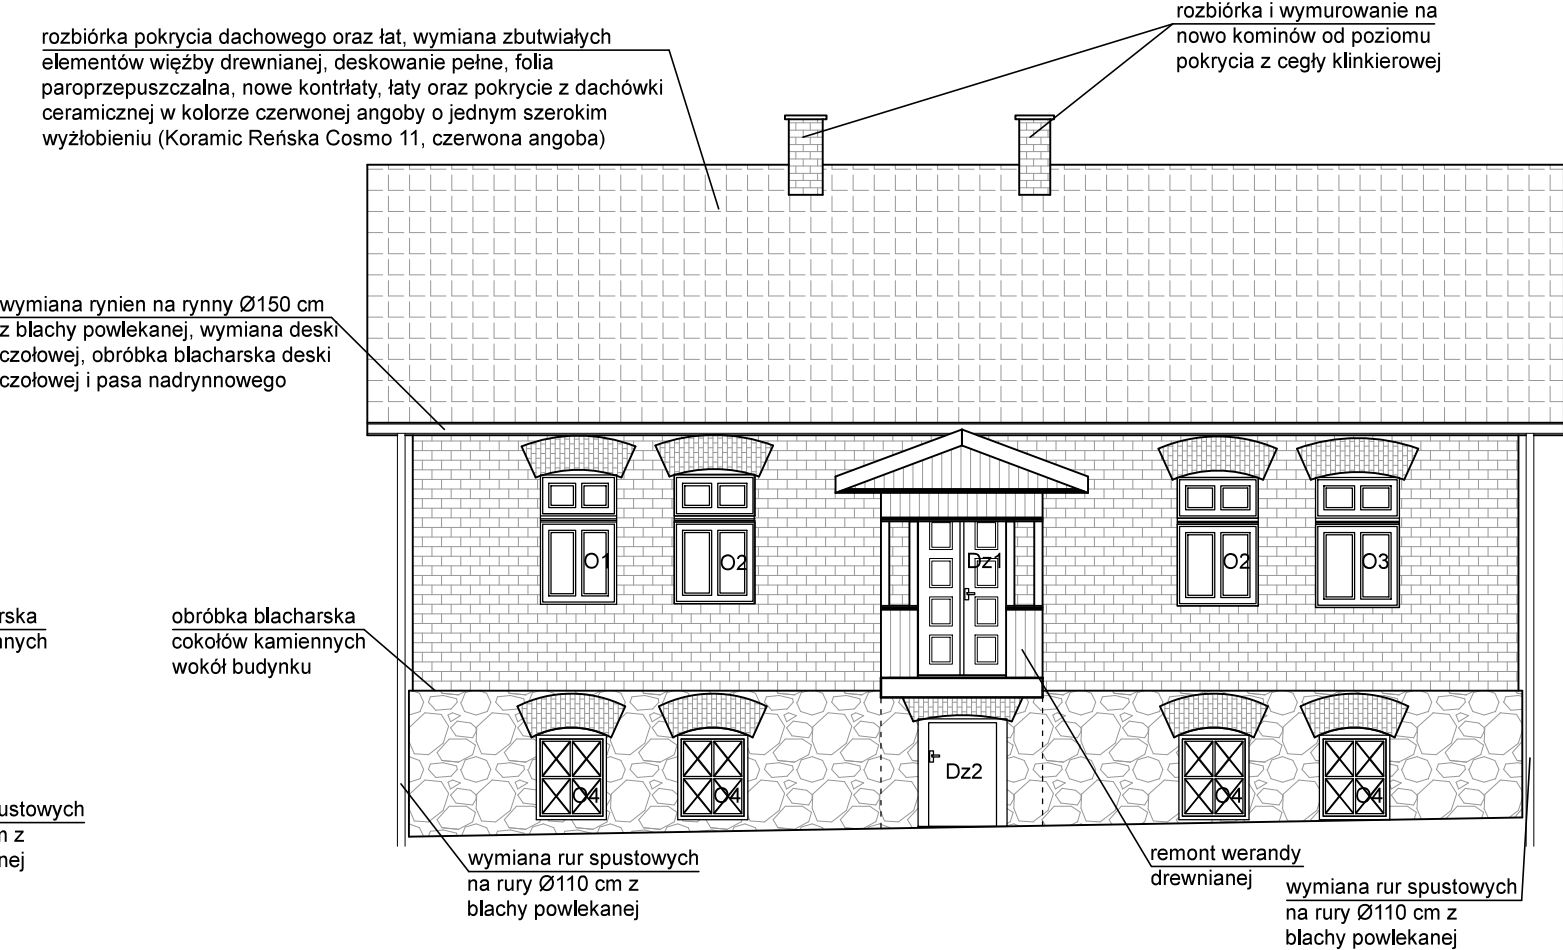 rozbiórka pokrycia dachowego oraz łat, wymiana zbutwiałych
elementów więźby drewnianej, deskowanie pełne, folia
paroprzepuszczalna, nowe kontrłaty, łaty oraz pokrycie z dachówki
ceramicznej w kolorze czerwonej angoby o jednym szerokim
wyżłobieniu (Koramic Reńska Cosmo 11, czerwona angoba)
rozbiórka i wymurowanie na
nowo kominów od poziomu
pokrycia z cegły klinkierowej
wymiana rynien na rynny Ø150 cm
z blachy powlekanej, wymiana deski
czołowej, obróbka blacharska deski
czołowej i pasa nadrynnowego
O1
O2
Dz1
O2
O3
rska
nnych
obróbka blacharska
cokołów kamiennych
wokół budynku
O4
O4
Dz2
O4
O4
ustowych
m z
nej
wymiana rur spustowych
na rury Ø110 cm z
blachy powlekanej
remont werandy
drewnianej
wymiana rur spustowych
na rury Ø110 cm z
blachy powlekanej